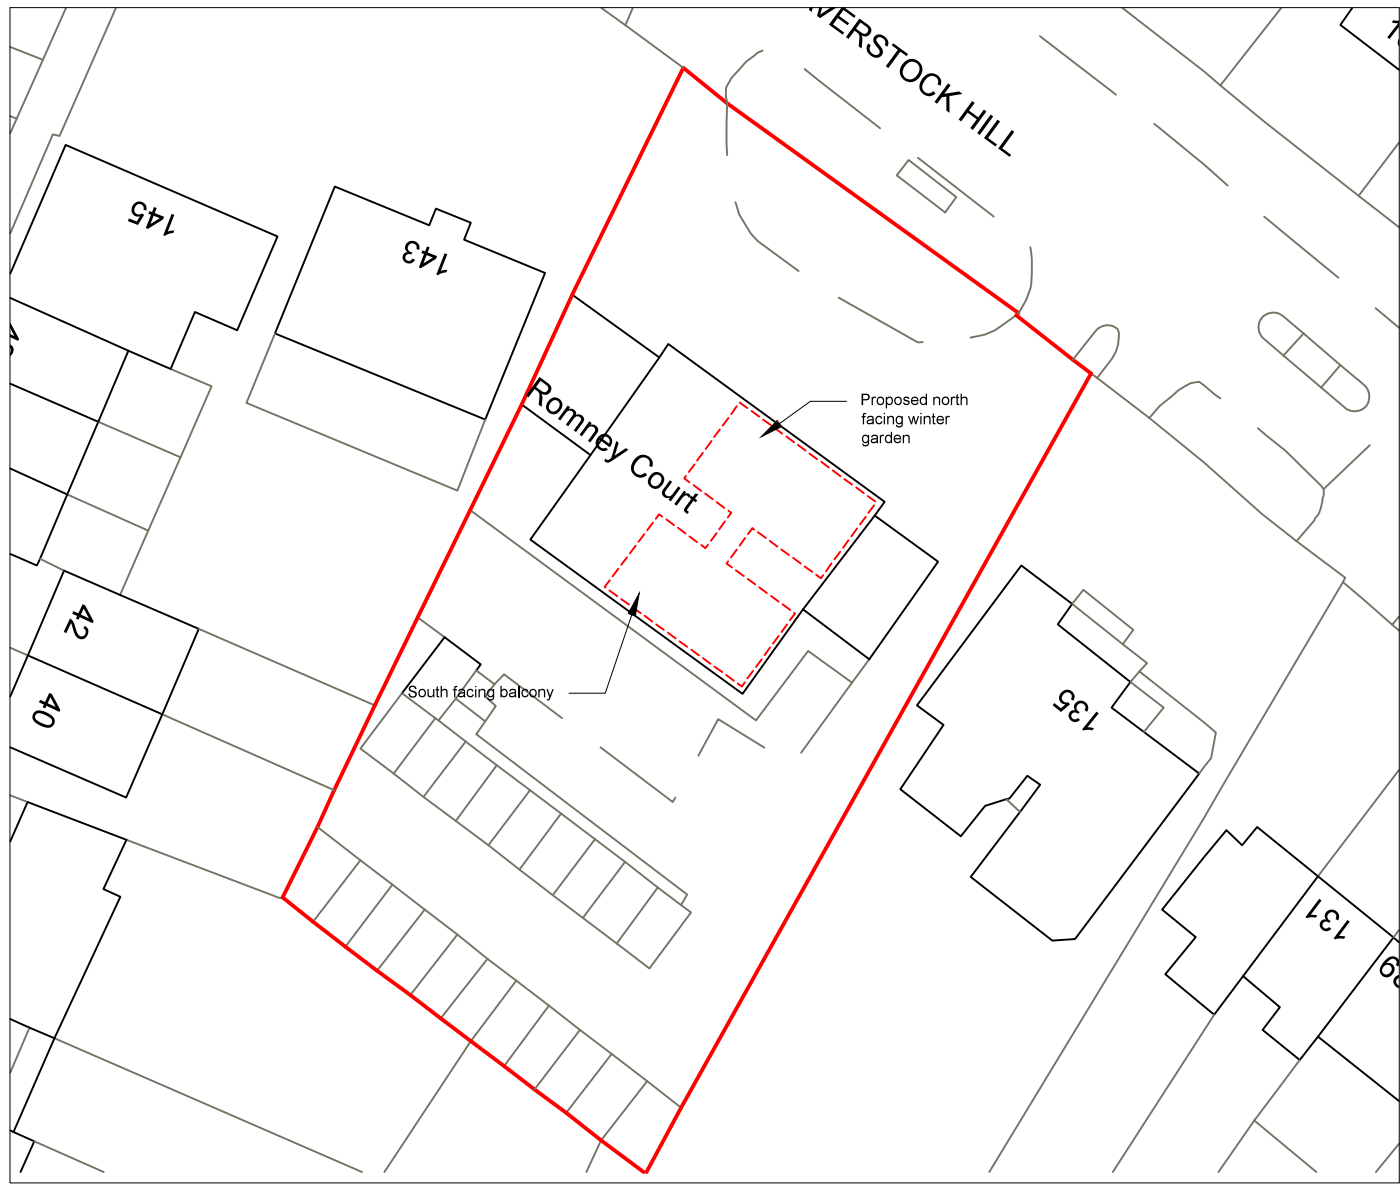 VERSTOCK HILL
145
143
Romney Court
Proposed north
facing winter
garden
42
South facing balcony
40
135
131